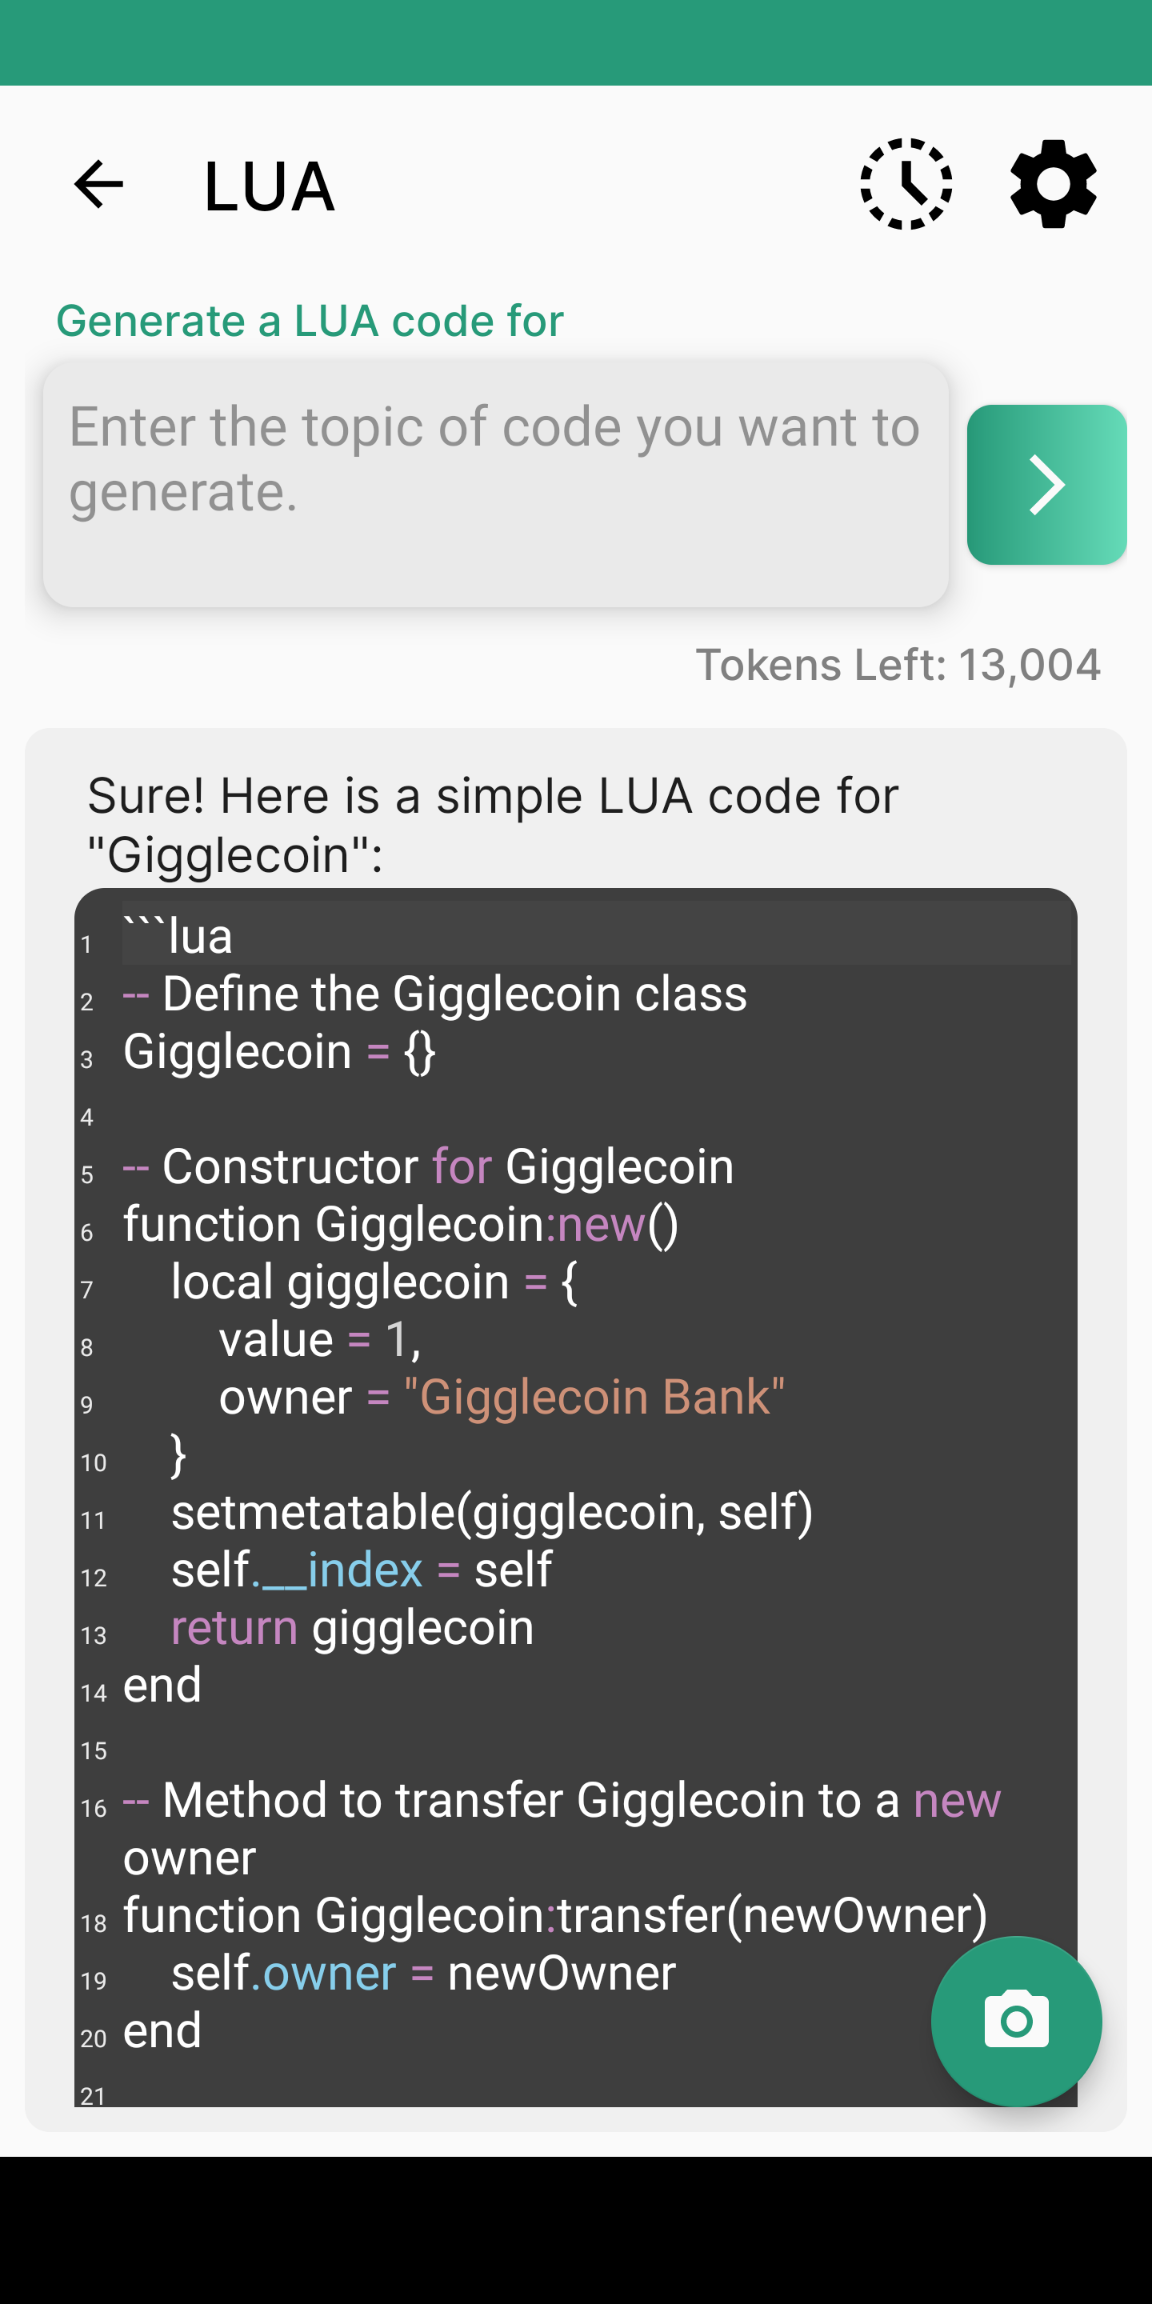 LUA
Generate a LUA code for
Enter the topic of code you want to
generate.
Tokens Left: 13,004
Sure! Here is a simple LUA code for
"Gigglecoin":
1 ```lua
2 -- Define the Gigglecoin class
3 Gigglecoin = {}
4
5 -- Constructor for Gigglecoin
6 function Gigglecoin:new()
7     local gigglecoin = {
8         value = 1,
9         owner = "Gigglecoin Bank"
10     }
11     setmetatable(gigglecoin, self)
12     self.__index = self
13     return gigglecoin
14 end
15
16 -- Method to transfer Gigglecoin to a new
owner
18 function Gigglecoin:transfer(newOwner)
19     self.owner = newOwner
20 end
21